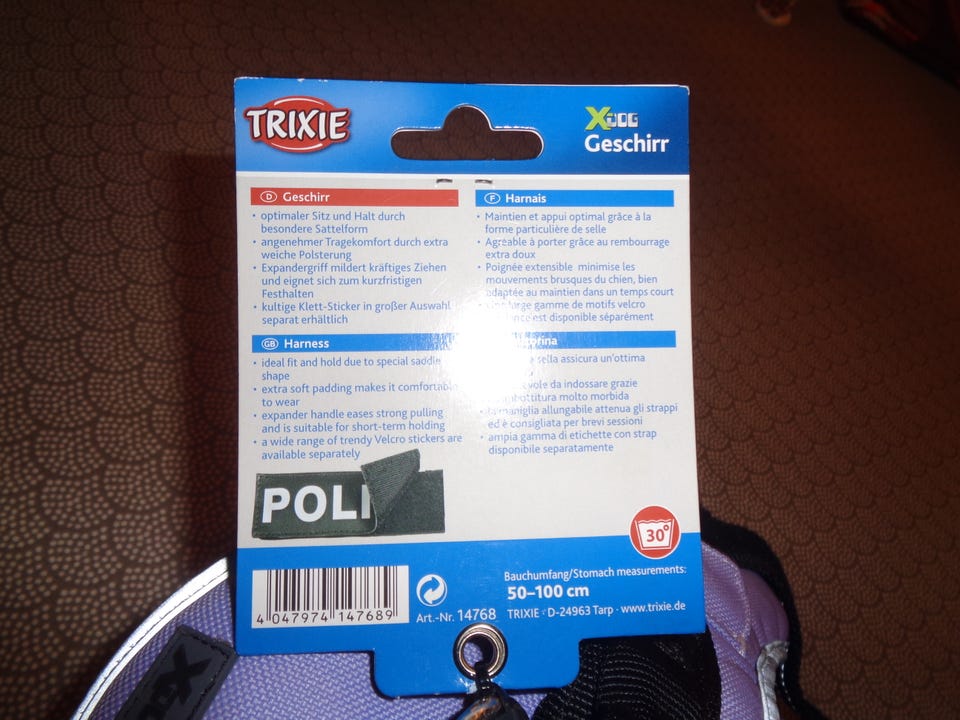 TRIXIE
XDOG
Geschirr
D Geschirr
• optimaler Sitz und Halt durch
besondere Sattelform
• angenehmer Tragekomfort durch extra
weiche Polsterung
• Expandergriff mildert kräftiges Ziehen
und eignet sich zum kurzfristigen
Festhalten
• kultige Klett-Sticker in großer Auswahl
separat erhältlich
F Harnais
• Maintien et appui optimal grâce à la
forme particulière de selle
• Agréable à porter grâce au rembourrage
extra doux
• Poignée extensible minimise les
mouvements brusques du chien, bien
adaptée au maintien dans un temps court
large gamme de motifs velcro
est disponible séparément
GB Harness
• ideal fit and hold due to special saddle
shape
• extra soft padding makes it comfortable
to wear
• expander handle eases strong pulling
and is suitable for short-term holding
• a wide range of trendy Velcro stickers are
available separately
sella assicura un'ottima
da indossare grazie
molto morbida
maniglia allungabile attenua gli strappi
ed è consigliata per brevi sessioni
• ampia gamma di etichette con strap
disponibile separatamente
POLI
30°
4 047974 147689
Art.-Nr. 14768
Bauchumfang/Stomach measurements:
50–100 cm
TRIXIE · D-24963 Tarp · www.trixie.de